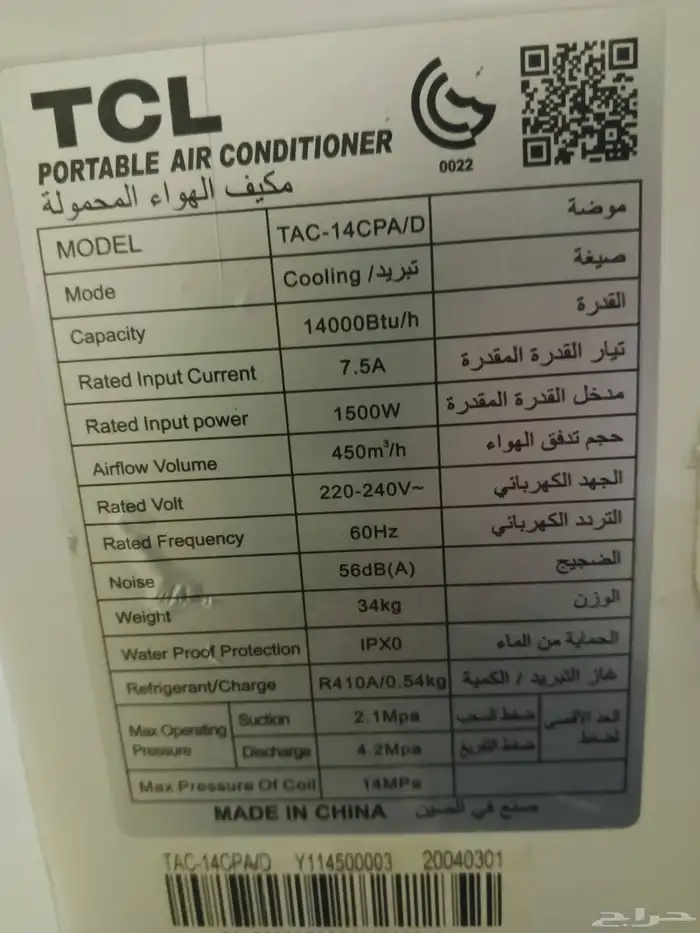 TCL
PORTABLE AIR CONDITIONER
0022
مكيف الهواء المحمولة
MODEL TAC-14CPA/D موضة
Mode Cooling / تبريد صيغة
Capacity 14000Btu/h القدرة
Rated Input Current 7.5A تيار القدرة المقدرة
Rated Input power 1500W مدخل القدرة المقدرة
Airflow Volume 450m³/h حجم تدفق الهواء
Rated Volt 220-240V~ الجهد الكهربائي
Rated Frequency 60Hz التردد الكهربائي
Noise 56dB(A) الضجيج
Weight 34kg الوزن
Water Proof Protection IPX0 الحماية من الماء
Refrigerant/Charge R410A/0.54kg غاز التبريد / الكمية
Max Operating Pressure Suction 2.1Mpa ضغط السحب الحد الأقصى
Discharge 4.2Mpa ضغط التفريغ لضغط
Max Pressure Of Coil 14MPa
MADE IN CHINA صنع في الصين
TAC-14CPA/D Y114500003 20040301
حراج